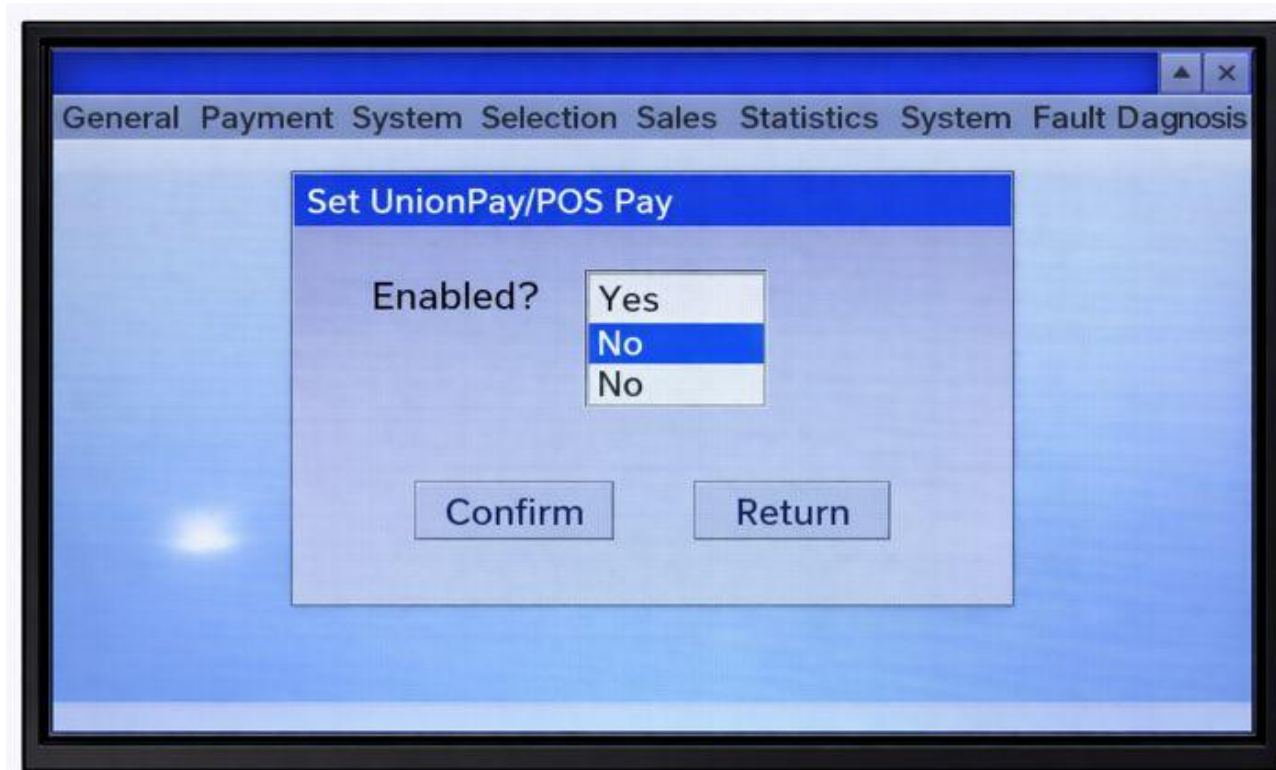 General Payment System Selection Sales Statistics System Fault Dagnosis
Set UnionPay/POS Pay
Enabled? Yes
No
No
Confirm Return